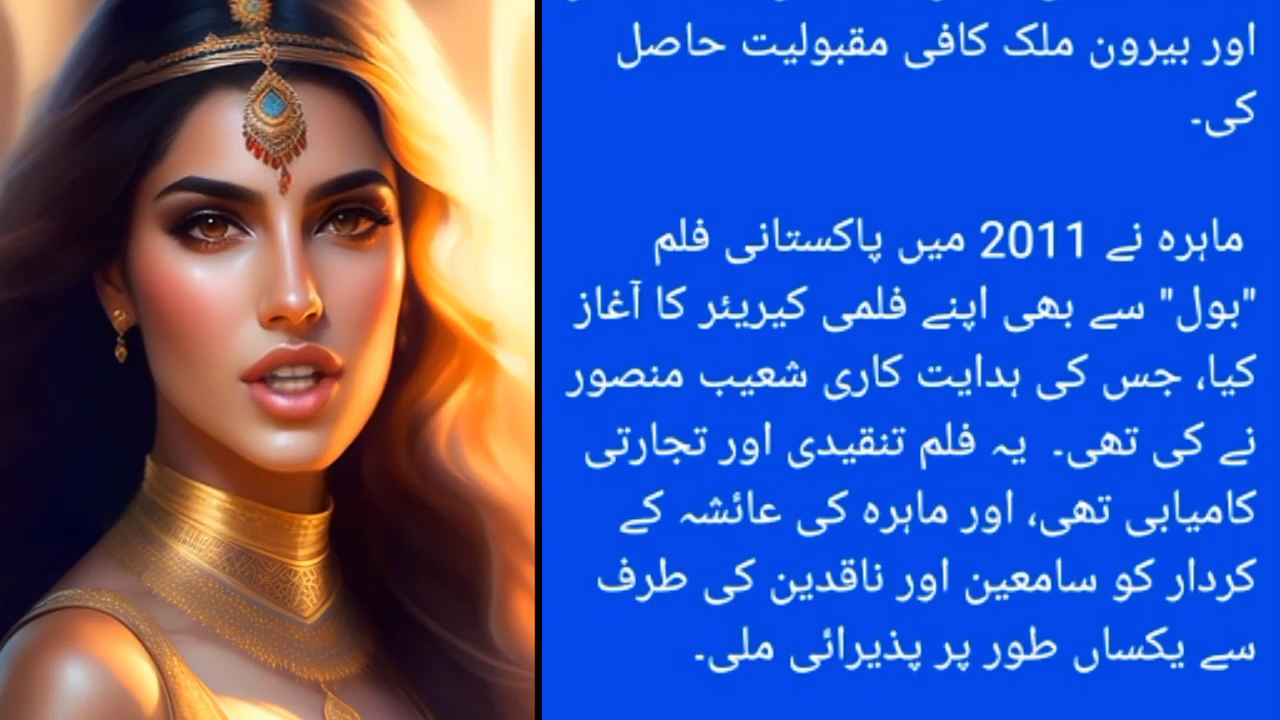 اور بیرون ملک کافی مقبولیت حاصل
کی۔
ماہرہ نے 2011 میں پاکستانی فلم
"بول" سے بھی اپنے فلمی کیریئر کا آغاز
کیا، جس کی ہدایت کاری شعیب منصور
نے کی تھی۔ یہ فلم تنقیدی اور تجارتی
کامیابی تھی، اور ماہرہ کی عائشہ کے
کردار کو سامعین اور ناقدین کی طرف
سے یکساں طور پر پذیرائی ملی۔